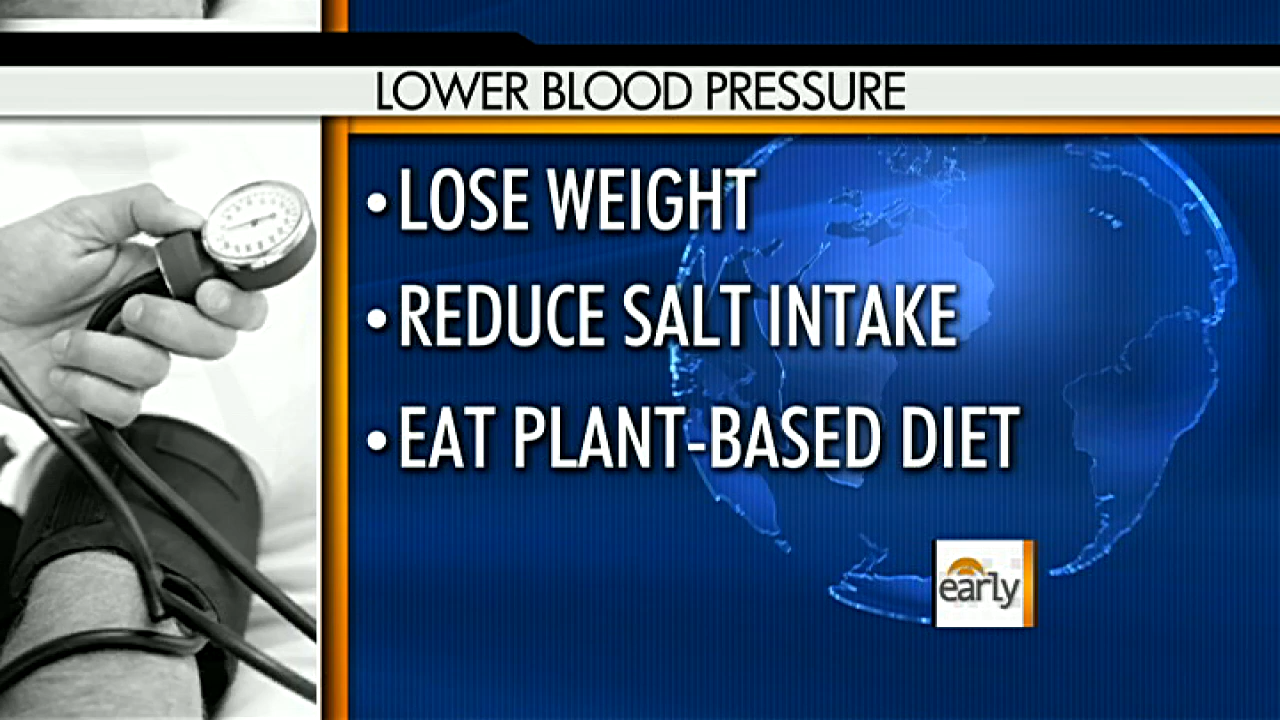 LOWER BLOOD PRESSURE
• LOSE WEIGHT
• REDUCE SALT INTAKE
• EAT PLANT-BASED DIET
early